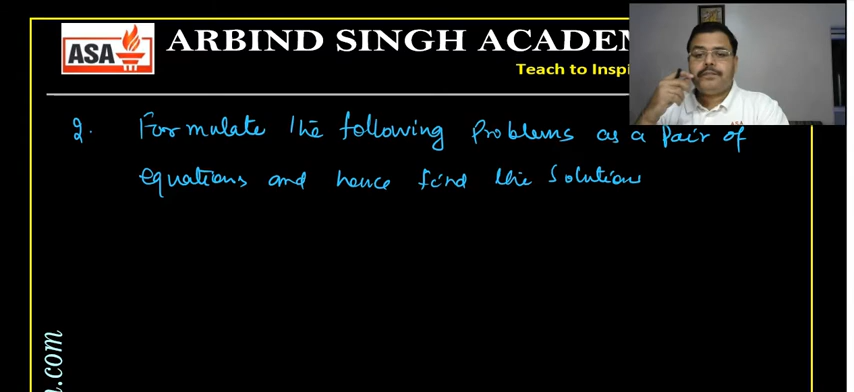 ASA
ARBIND SINGH ACADEM
Teach to Inspi
2. Formulate the following Problems as a Pair of
equations and hence find the Solutions
.com